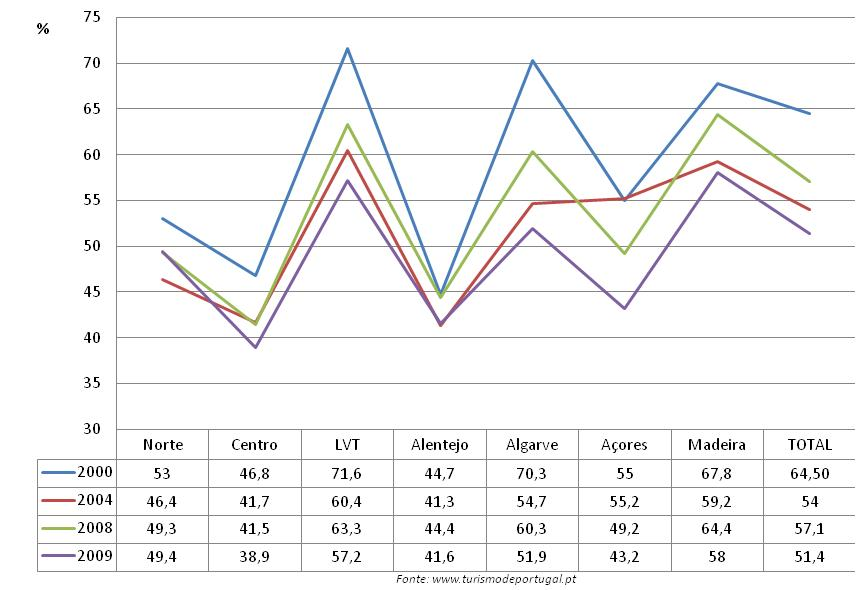 %
75
70
65
60
55
50
45
40
35
30
Norte Centro LVT Alentejo Algarve Açores Madeira TOTAL
2000 53 46,8 71,6 44,7 70,3 55 67,8 64,50
2004 46,4 41,7 60,4 41,3 54,7 55,2 59,2 54
2008 49,3 41,5 63,3 44,4 60,3 49,2 64,4 57,1
2009 49,4 38,9 57,2 41,6 51,9 43,2 58 51,4
Fonte: www.turismodeportugal.pt